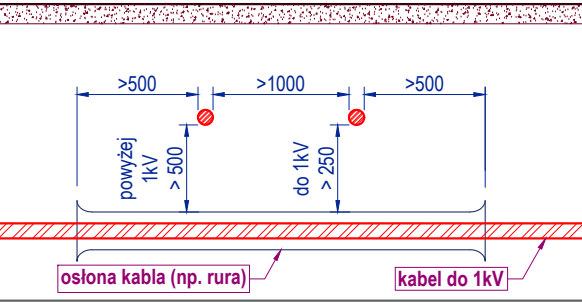 >500
>1000
>500
powyżej
1kV
> 500
do 1kV
> 250
osłona kabla (np. rura)
kabel do 1kV